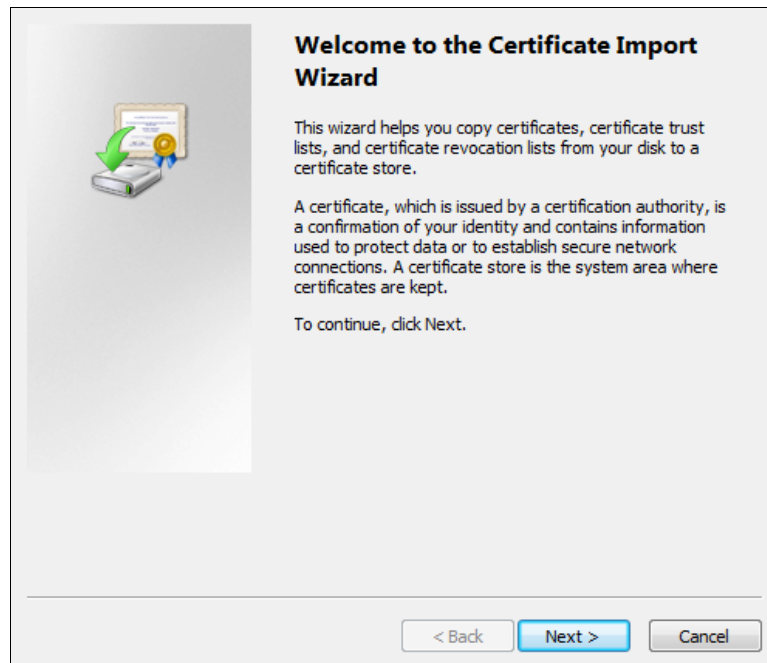 Welcome to the Certificate Import
Wizard
This wizard helps you copy certificates, certificate trust
lists, and certificate revocation lists from your disk to a
certificate store.
A certificate, which is issued by a certification authority, is
a confirmation of your identity and contains information
used to protect data or to establish secure network
connections. A certificate store is the system area where
certificates are kept.
To continue, click Next.
< Back
Next >
Cancel